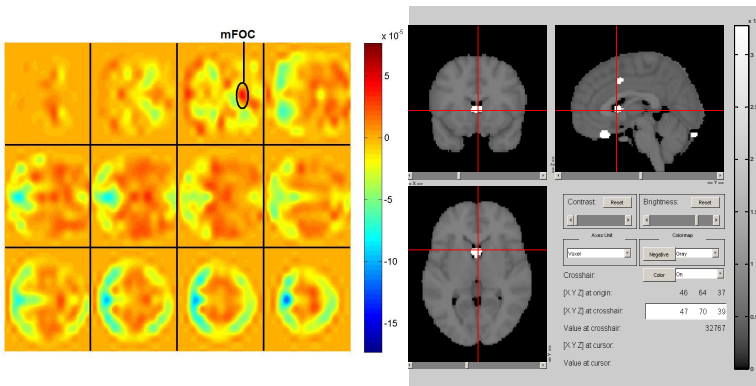 mFOC
x 10-5
5
0
-5
-10
-15
<< X >>
<< Y >>
Contrast: Reset
Brightness: Reset
Axes Unit
Colormap
Voxel
Negative Gray
Crosshair: Color On
[X Y Z] at origin: 46 64 37
[X Y Z] at crosshair: 47 70 39
Value at crosshair: 32767
[X Y Z] at cursor:
Value at cursor: